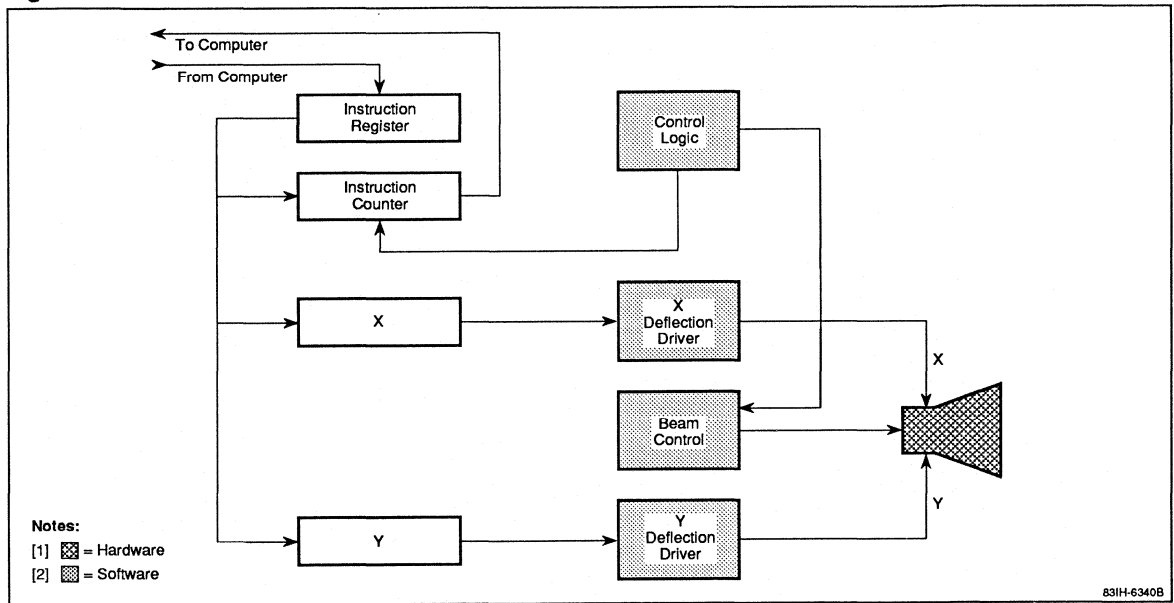 To Computer
From Computer
Instruction
Register
Control
Logic
Instruction
Counter
X
X
Deflection
Driver
X
Beam
Control
Y
Y
Y
Deflection
Driver
Notes:
[1] = Hardware
[2] = Software
83IH-6340B